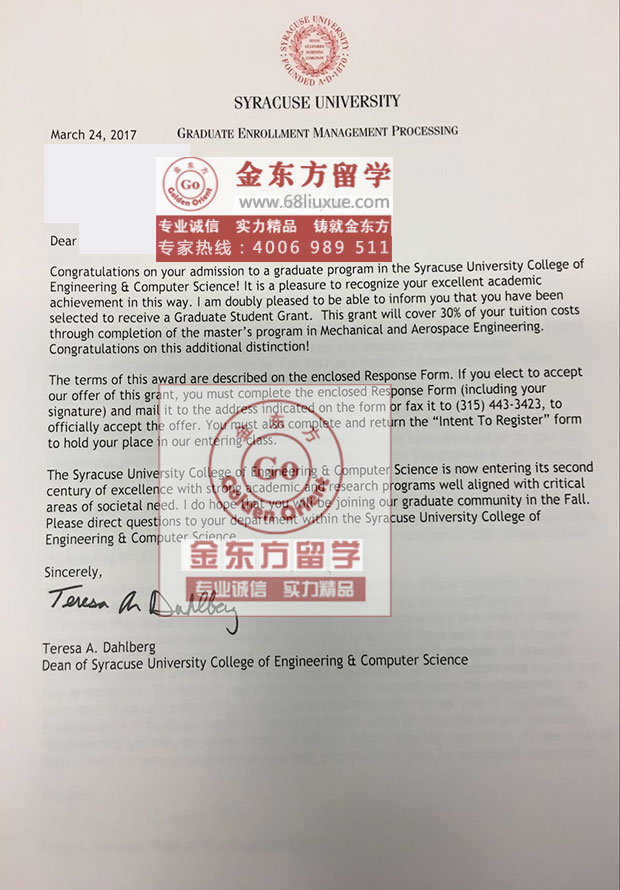 SYRACUSE UNIVERSITY
FOUNDED A·D·1870
SYRACUSE UNIVERSITY
March 24, 2017
GRADUATE ENROLLMENT MANAGEMENT PROCESSING
金东方
Go
Golden Orient
金东方留学
www.68liuxue.com
专业诚信 实力精品 铸就金东方
专家热线：4006 989 511
Dear
Congratulations on your admission to a graduate program in the Syracuse University College of
Engineering & Computer Science! It is a pleasure to recognize your excellent academic
achievement in this way. I am doubly pleased to be able to inform you that you have been
selected to receive a Graduate Student Grant. This grant will cover 30% of your tuition costs
through completion of the master's program in Mechanical and Aerospace Engineering.
Congratulations on this additional distinction!
The terms of this award are described on the enclosed Response Form. If you elect to accept
our offer of this grant, you must complete the enclosed Response Form (including your
signature) and mail it to the address indicated on the form or fax it to (315) 443-3423, to
officially accept the offer. You must also complete and return the “Intent To Register” form
to hold your place in our entering class.
The Syracuse University College of Engineering & Computer Science is now entering its second
century of excellence with strong academic and research programs well aligned with critical
areas of societal need. I do hope that you will be joining our graduate community in the Fall.
Please direct questions to your department within the Syracuse University College of
Engineering & Computer Science.
金东方
Go
Golden Orient
金东方留学
专业诚信 实力精品
Sincerely,
Teresa A Dahlberg
Teresa A. Dahlberg
Dean of Syracuse University College of Engineering & Computer Science